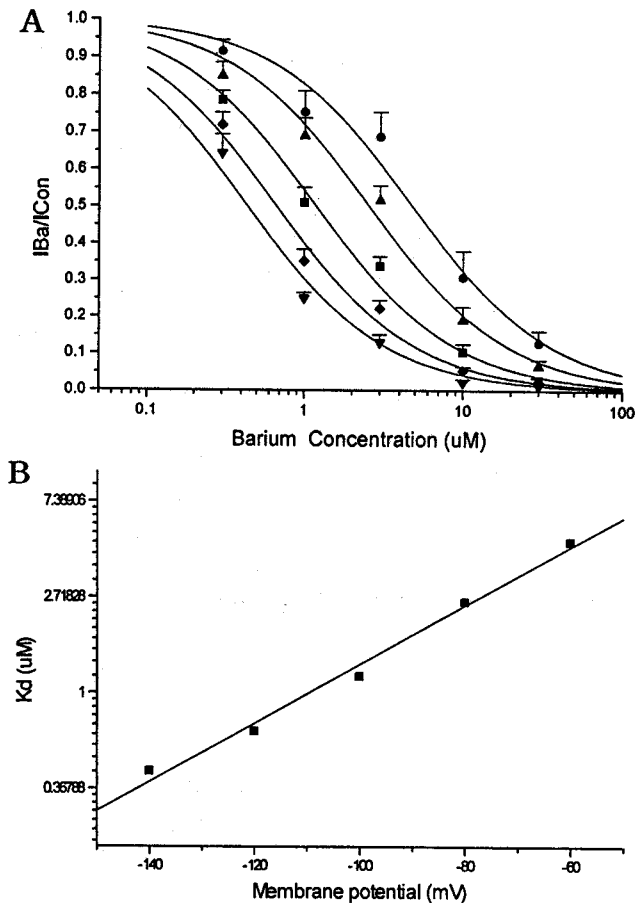 A
1.0
0.9
0.8
0.7
0.6
0.5
0.4
0.3
0.2
0.1
0.0
IBa/ICon
0.1 1 10 100
Barium Concentration (uM)
B
7.38906
2.71828
1
0.36788
Kd (uM)
-140 -120 -100 -80 -60
Membrane potential (mV)